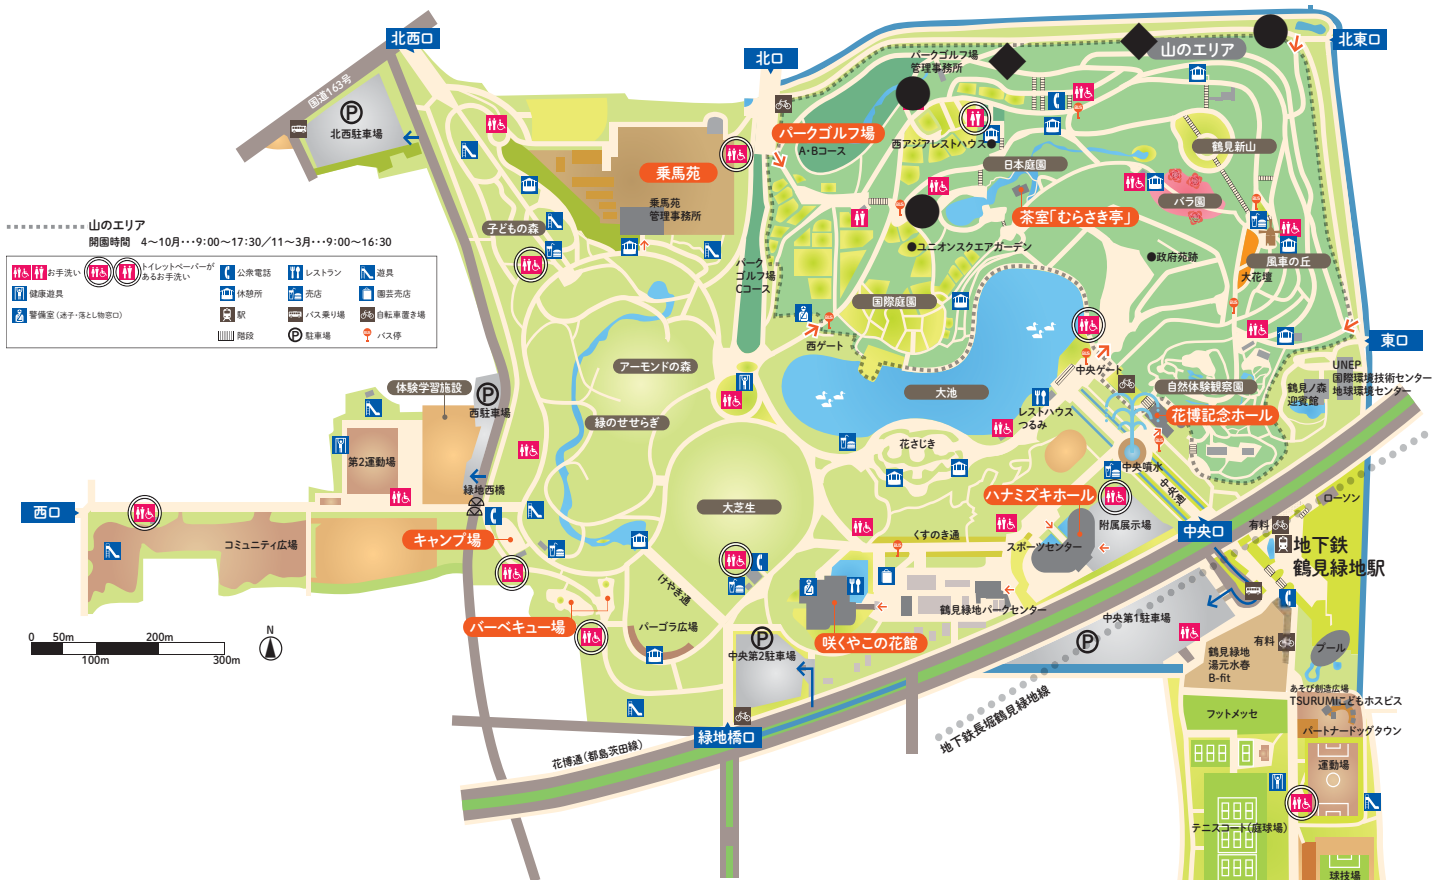 北西口
国道163号
P
北西駐車場
北口
北東口
山のエリア
パークゴルフ場
管理事務所
パークゴルフ場
A・Bコース
西アジアレストハウス
日本庭園
鶴見新山
乗馬苑
乗馬苑
管理事務所
茶室「むらさき亭」
バラ園
子どもの森
ユニオンスクエアガーデン
政府苑跡
風車の丘
大花壇
パーク
ゴルフ場
Cコース
国際庭園
西ゲート
中央ゲート
東口
山のエリア
開園時間 4〜10月・・・9:00〜17:30/11〜3月・・・9:00〜16:30
お手洗い
トイレットペーパーが
あるお手洗い
公衆電話
レストラン
遊具
健康遊具
休憩所
売店
園芸売店
警備室(迷子・落とし物窓口)
駅
バス乗り場
自転車置き場
階段
P
駐車場
バス停
アーモンドの森
大池
自然体験観察園
UNEP
国際環境技術センター
地球環境センター
鶴見ノ森
迎賓館
体験学習施設
P
西駐車場
レストハウス
つるみ
花博記念ホール
緑のせせらぎ
花さじき
中央噴水
第2運動場
緑地西橋
大芝生
ハナミズキホール
中央通
附属展示場
ローソン
西口
コミュニティ広場
キャンプ場
くすのき通
スポーツセンター
中央口
有料
地下鉄
鶴見緑地駅
けやき通
鶴見緑地パークセンター
バーベキュー場
パーゴラ広場
P
中央第2駐車場
咲くやこの花館
中央第1駐車場
P
有料
鶴見緑地
湯元水春
B-fit
プール
0 50m 200m
100m 300m
N
あそび創造広場
TSURUMIこどもホスピス
地下鉄長堀鶴見緑地線
フットメッセ
パートナードッグタウン
緑地橋口
花博通(都島茨田線)
運動場
テニスコート(庭球場)
球技場